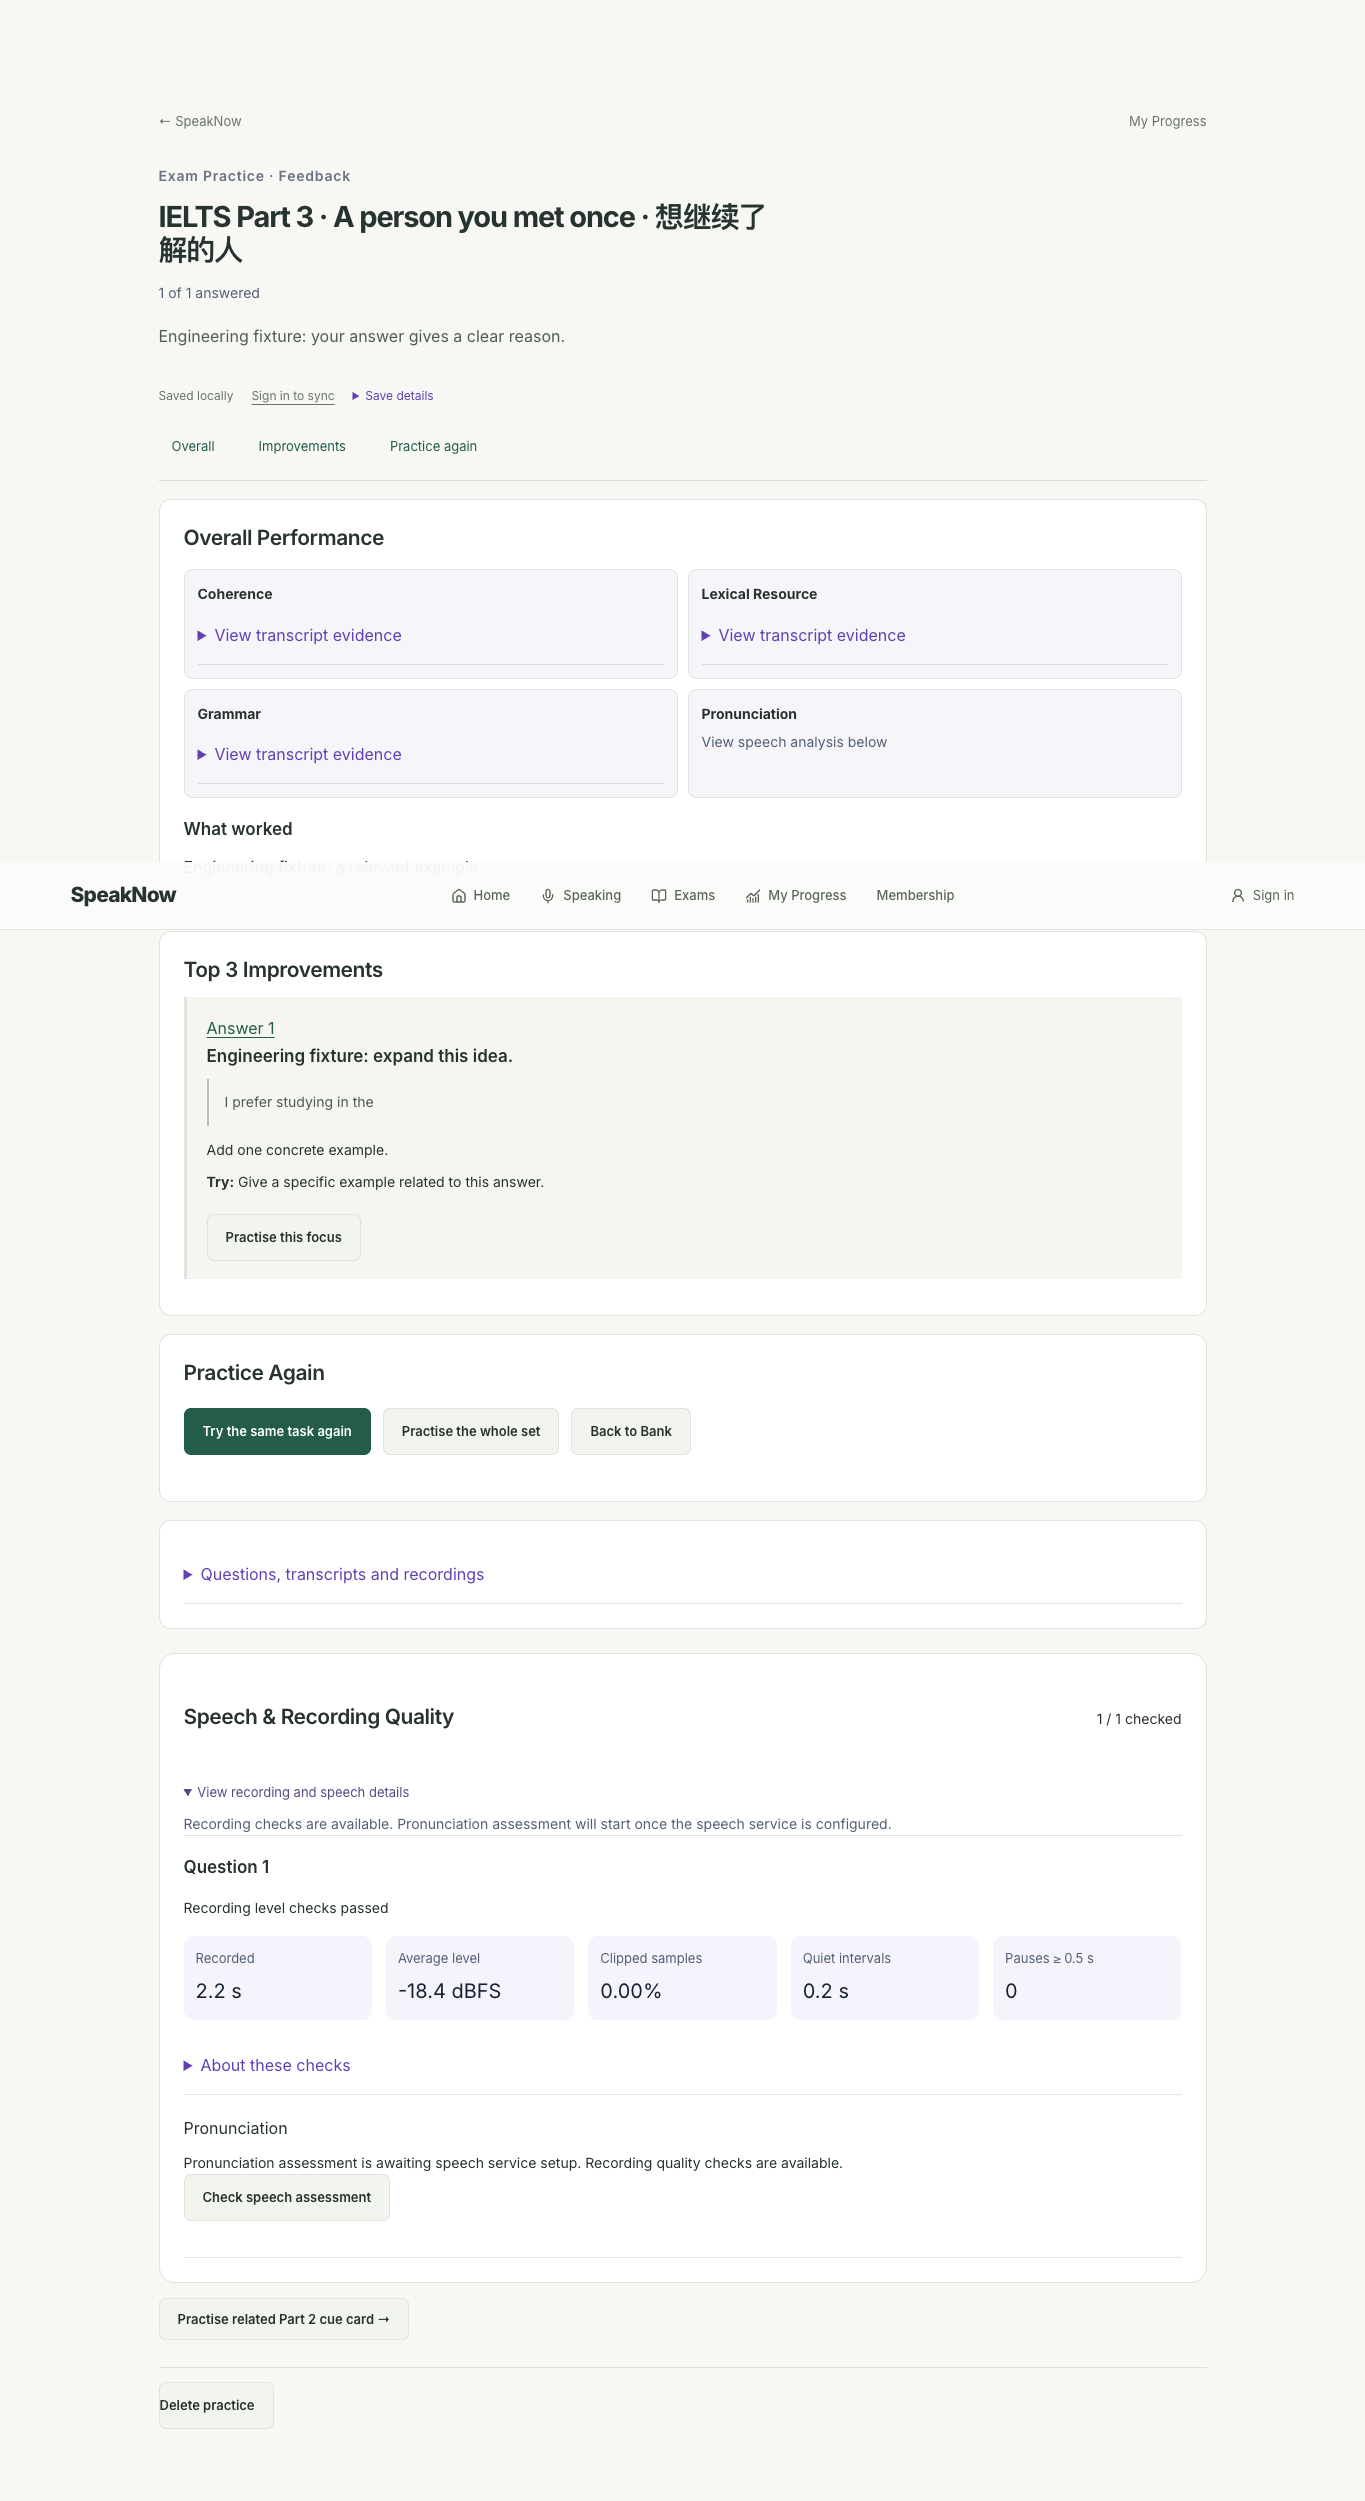 ← SpeakNow
My Progress
Exam Practice · Feedback
IELTS Part 3 · A person you met once · 想继续了
解的人
1 of 1 answered
Engineering fixture: your answer gives a clear reason.
Saved locally Sign in to sync ▶ Save details
Overall Improvements Practice again
Overall Performance
Coherence
▶ View transcript evidence
Lexical Resource
▶ View transcript evidence
Grammar
▶ View transcript evidence
Pronunciation
View speech analysis below
What worked
Engineering fixture: a relevant example
SpeakNow
Home Speaking Exams My Progress Membership Sign in
Top 3 Improvements
Answer 1
Engineering fixture: expand this idea.
I prefer studying in the
Add one concrete example.
Try: Give a specific example related to this answer.
Practise this focus
Practice Again
Try the same task again Practise the whole set Back to Bank
▶ Questions, transcripts and recordings
Speech & Recording Quality
1 / 1 checked
▼ View recording and speech details
Recording checks are available. Pronunciation assessment will start once the speech service is configured.
Question 1
Recording level checks passed
Recorded
2.2 s
Average level
-18.4 dBFS
Clipped samples
0.00%
Quiet intervals
0.2 s
Pauses ≥ 0.5 s
0
▶ About these checks
Pronunciation
Pronunciation assessment is awaiting speech service setup. Recording quality checks are available.
Check speech assessment
Practise related Part 2 cue card →
Delete practice